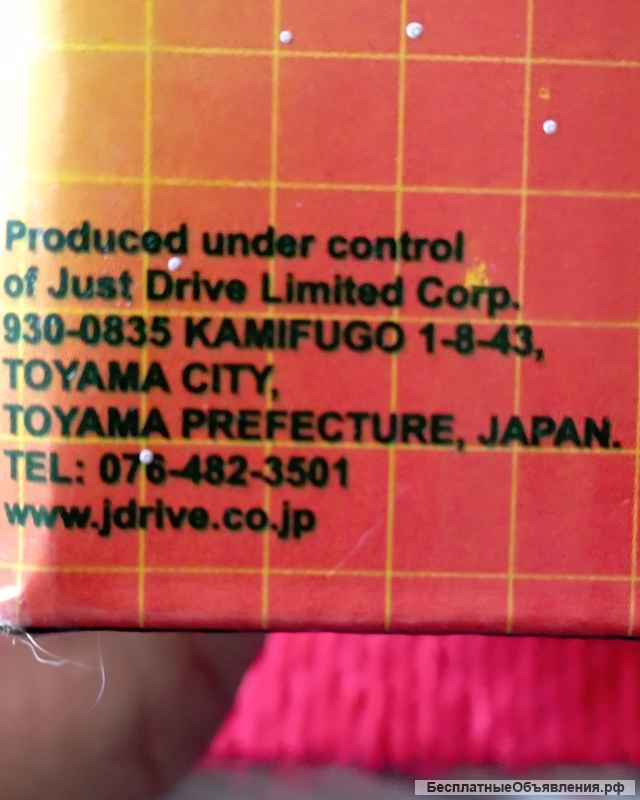 Produced under control
of Just Drive Limited Corp.
930-0835 KAMIFUGO 1-8-43,
TOYAMA CITY,
TOYAMA PREFECTURE, JAPAN.
TEL: 076-482-3501
www.jdrive.co.jp
БесплатныеОбъявления.рф